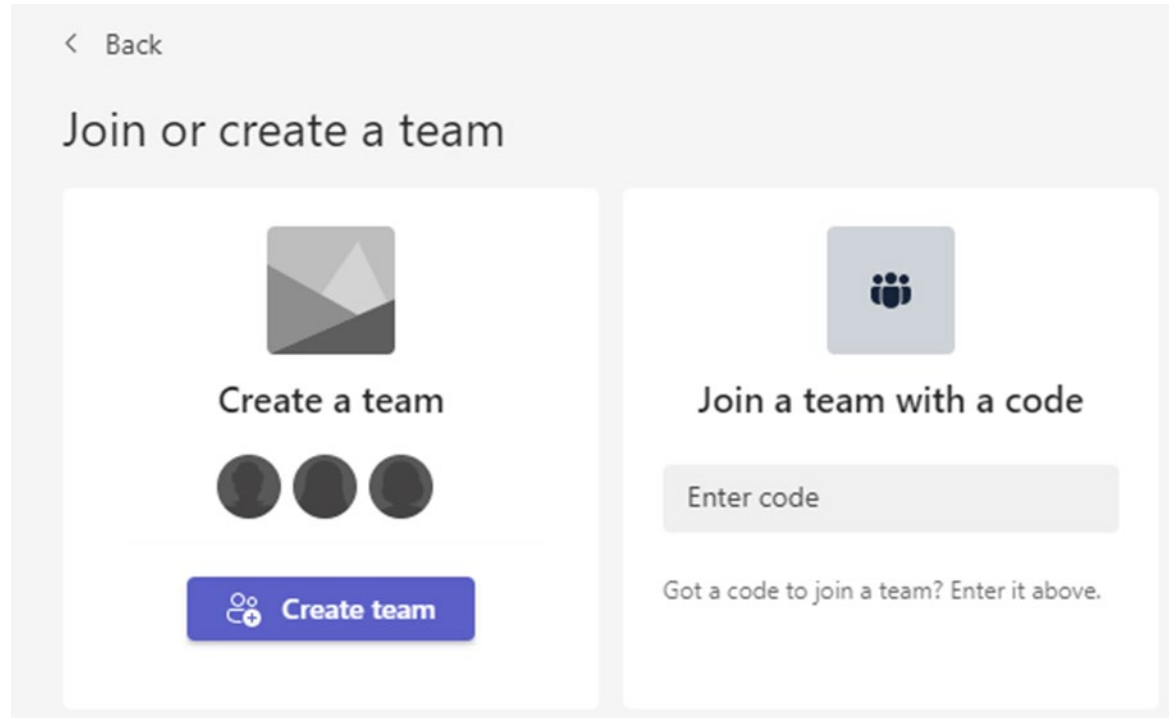 Back
Join or create a team
Create a team
Create team
Join a team with a code
Enter code
Got a code to join a team? Enter it above.